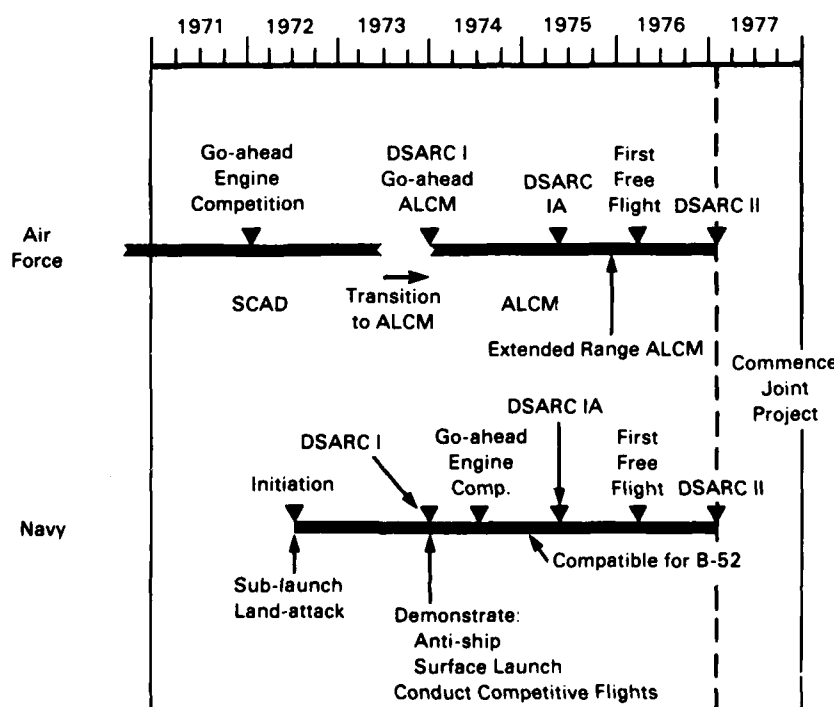 1971 1972 1973 1974 1975 1976 1977
Go-ahead
Engine
Competition
DSARC I
Go-ahead
ALCM
DSARC
IA
First
Free
Flight
DSARC II
Air
Force
SCAD
Transition
to ALCM
ALCM
Extended Range ALCM
Commence
Joint
Project
DSARC IA
DSARC I
Go-ahead
Engine
Comp.
First
Free
Flight
Initiation
DSARC II
Navy
Compatible for B-52
Sub-launch
Land-attack
Demonstrate:
Anti-ship
Surface Launch
Conduct Competitive Flights